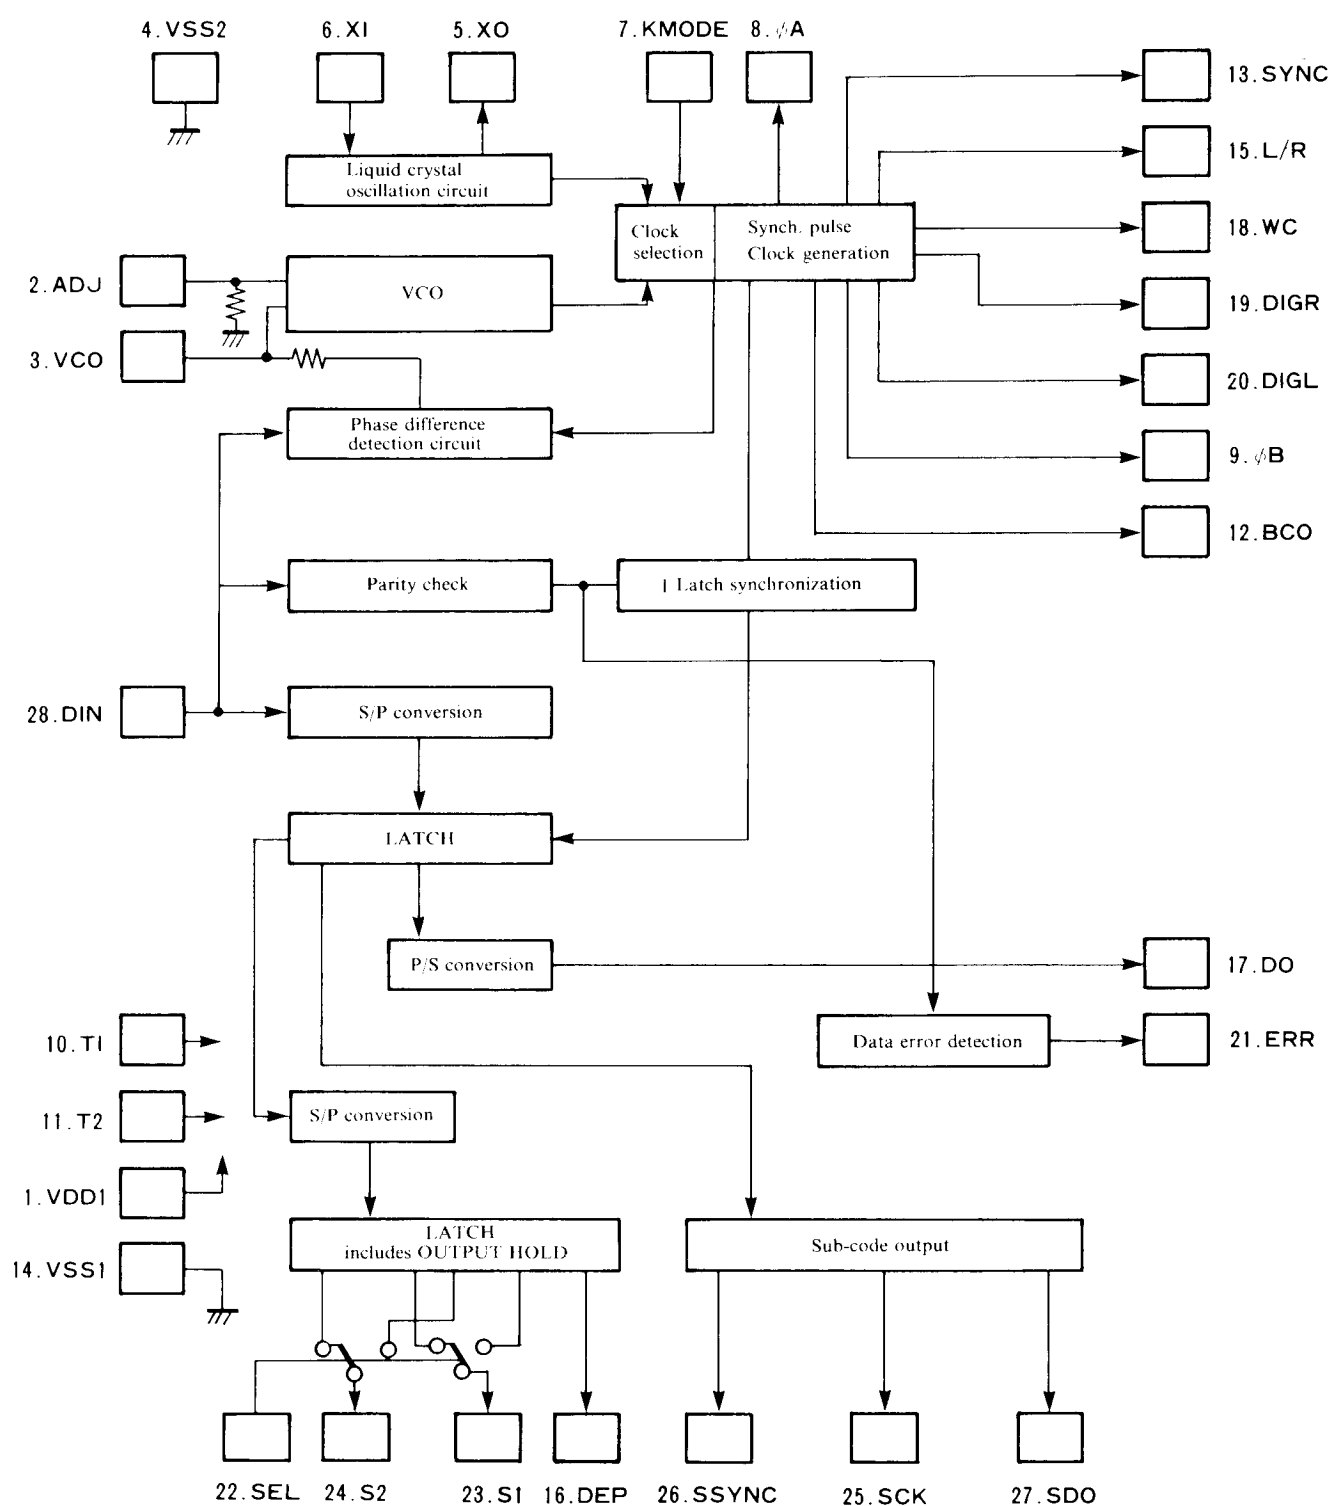 4.VSS2
6.XI
5.XO
7.KMODE
8.φA
13.SYNC
Liquid crystal
oscillation circuit
15.L/R
Clock
selection
Synch. pulse
Clock generation
18.WC
2.ADJ
VCO
19.DIGR
3.VCO
20.DIGL
Phase difference
detection circuit
9.φB
12.BCO
Parity check
Latch synchronization
28.DIN
S/P conversion
LATCH
P/S conversion
17.DO
10.T1
Data error detection
21.ERR
11.T2
S/P conversion
1.VDD1
LATCH
includes OUTPUT HOLD
Sub-code output
14.VSS1
22.SEL
24.S2
23.S1
16.DEP
26.SSYNC
25.SCK
27.SDO